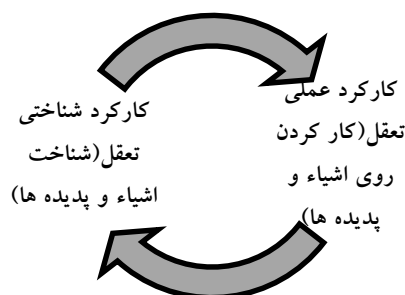 کارکرد عملی
تعقل(کار کردن
روی اشیاء و
پدیده ها)
کارکرد شناختی
تعقل(شناخت
اشیاء و پدیده ها)